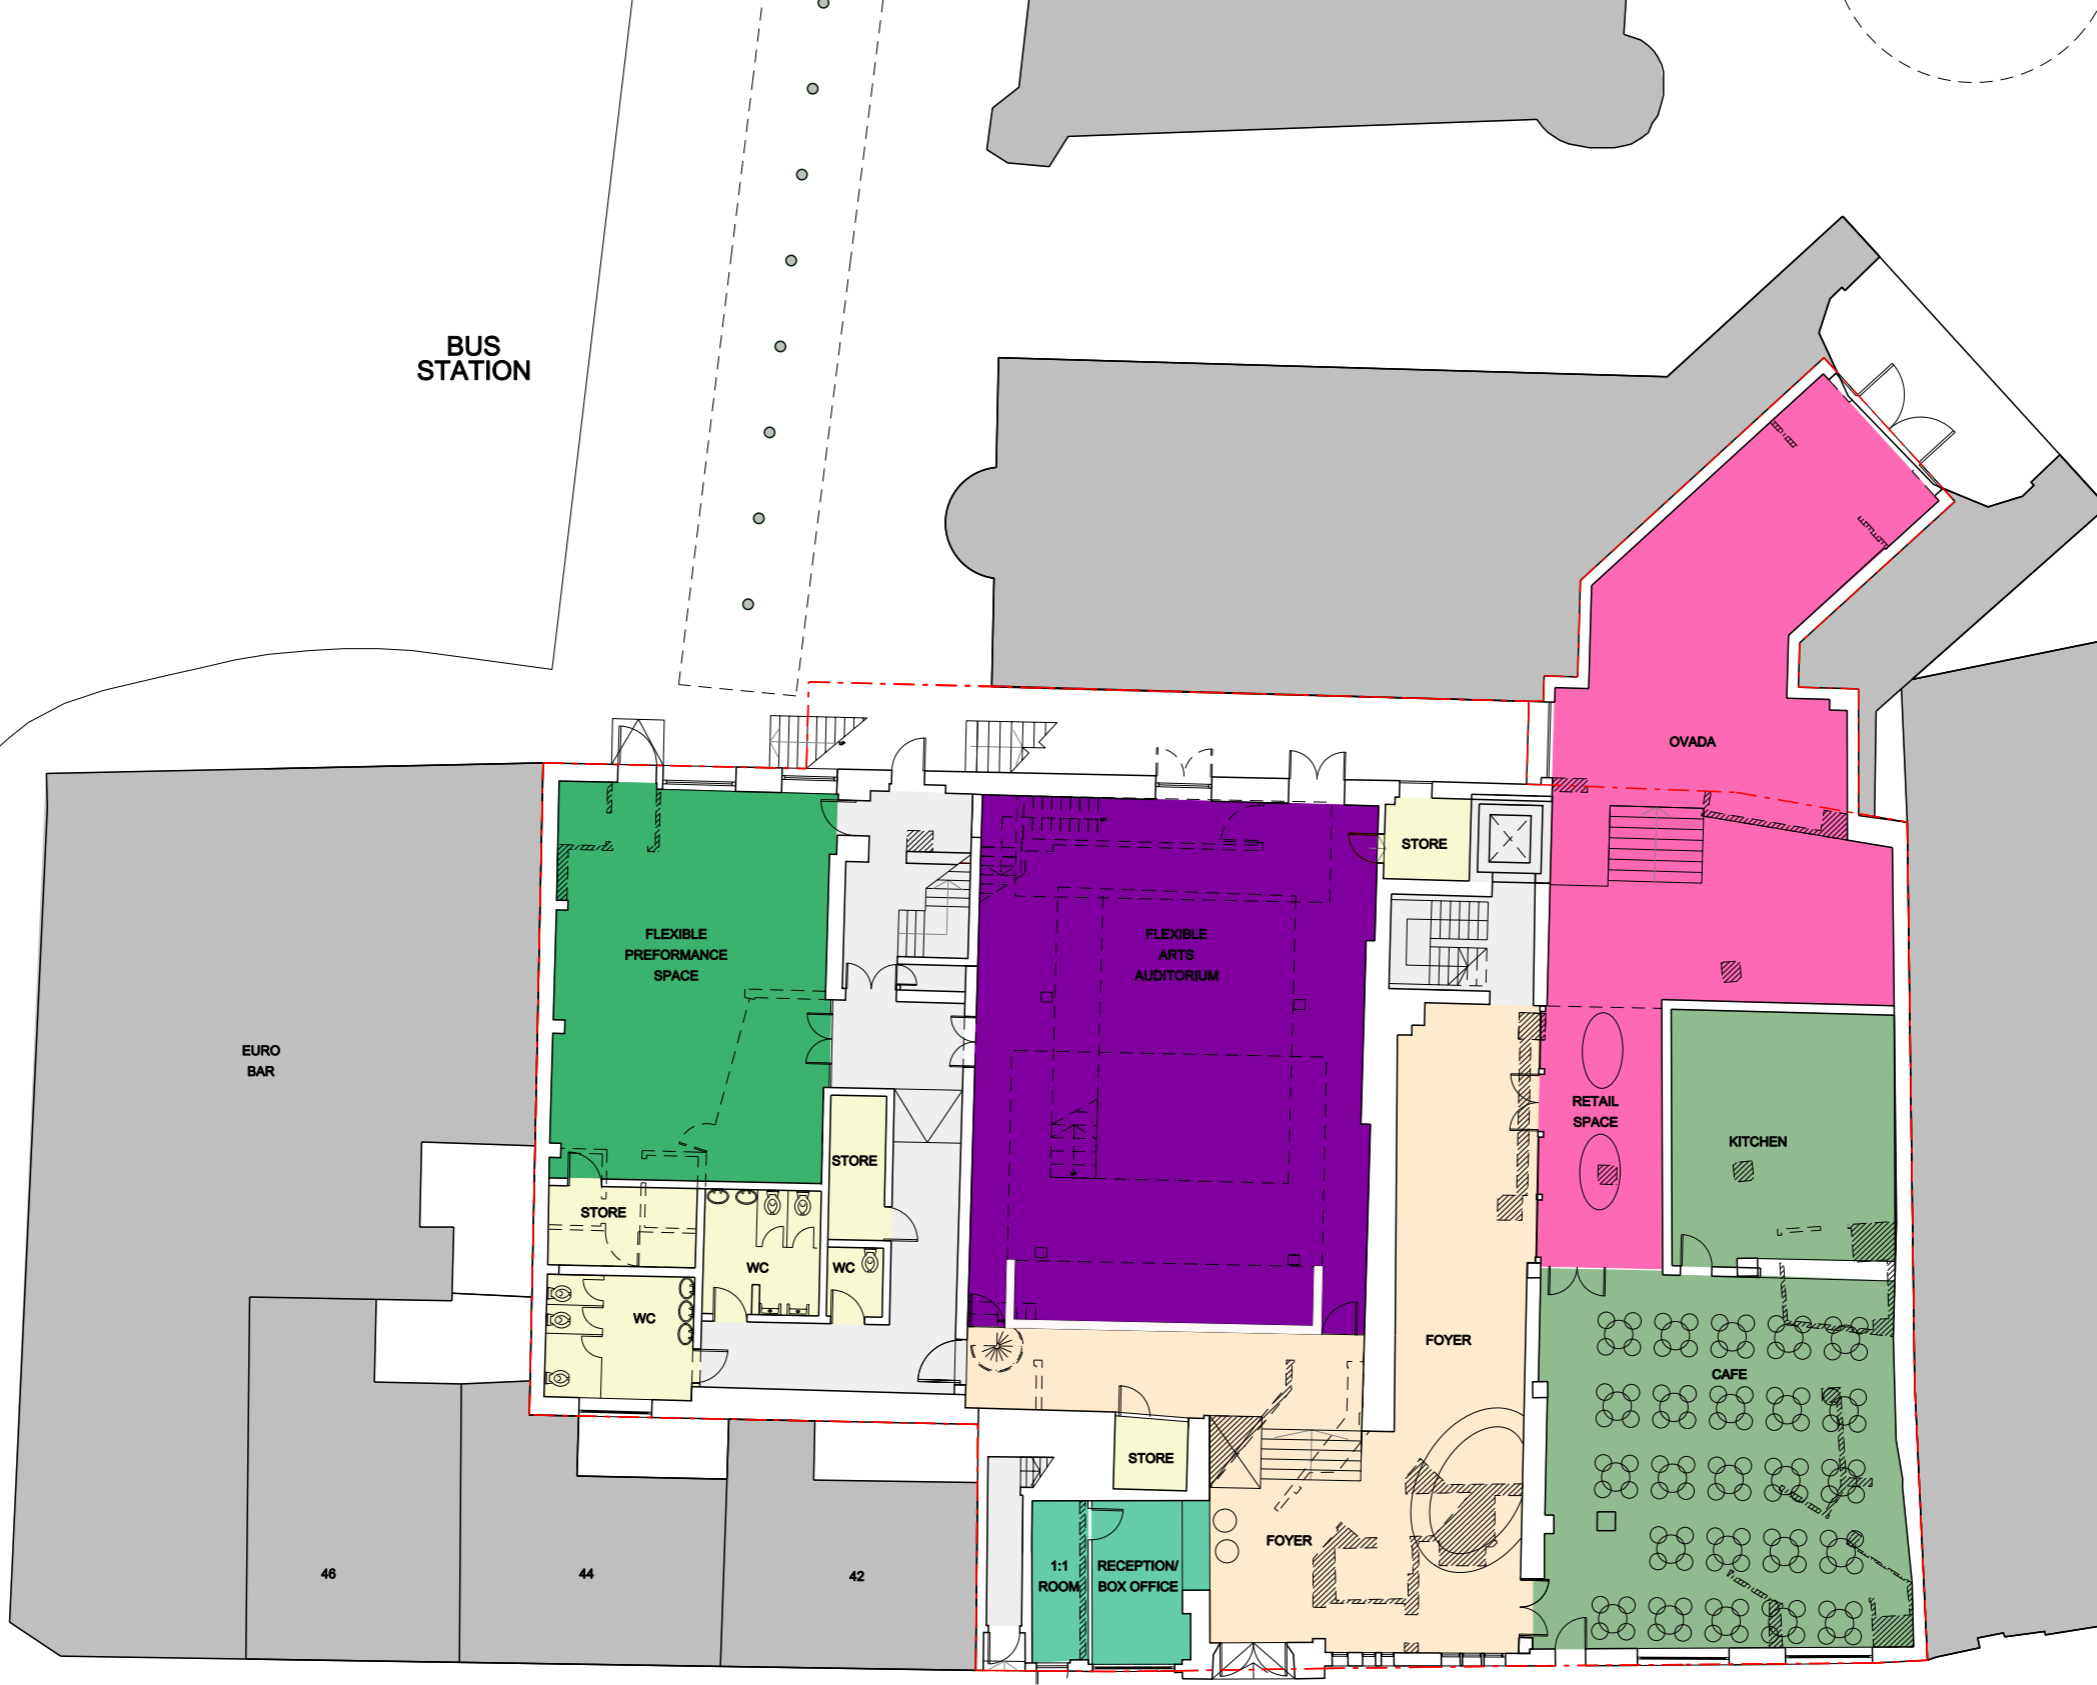 BUS
STATION
OVADA
STORE
FLEXIBLE
PREFORMANCE
SPACE
FLEXIBLE
ARTS
AUDITORIUM
EURO
BAR
RETAIL
SPACE
KITCHEN
STORE
STORE
WC
WC
WC
FOYER
CAFE
STORE
FOYER
1:1
ROOM
RECEPTION/
BOX OFFICE
46
44
42